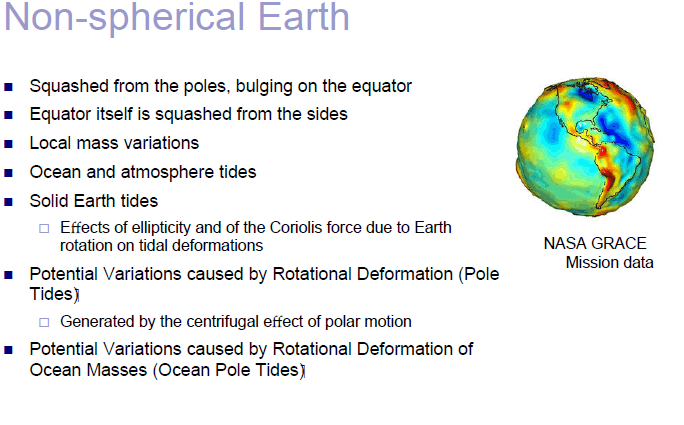 Non-spherical Earth
Squashed from the poles, bulging on the equator
Equator itself is squashed from the sides
Local mass variations
Ocean and atmosphere tides
Solid Earth tides
Effects of ellipticity and of the Coriolis force due to Earth
rotation on tidal deformations
Potential Variations caused by Rotational Deformation (Pole
Tides)
Generated by the centrifugal effect of polar motion
Potential Variations caused by Rotational Deformation of
Ocean Masses (Ocean Pole Tides)
NASA GRACE
Mission data